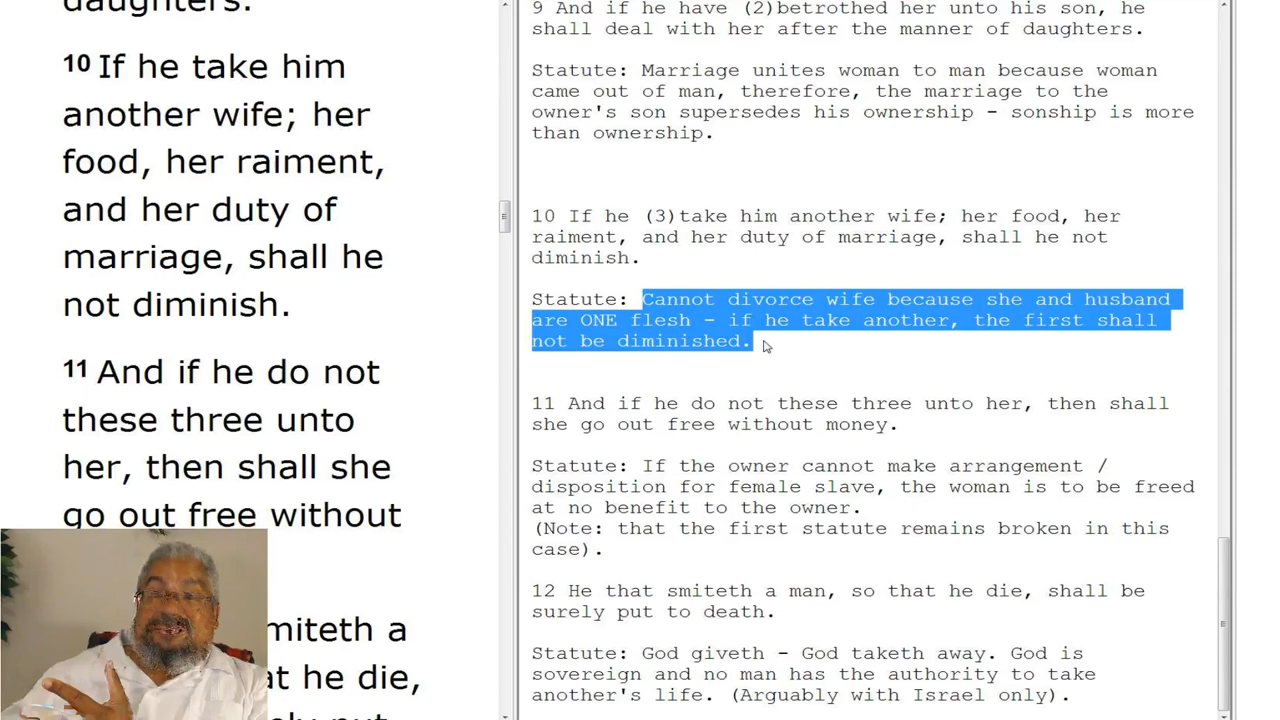 daughters.
10 If he take him
another wife; her
food, her raiment,
and her duty of
marriage, shall he
not diminish.
11 And if he do not
these three unto
her, then shall she
go out free without
miteth a
at he die,
9 And if he have (2)betrothed her unto his son, he
shall deal with her after the manner of daughters.
Statute: Marriage unites woman to man because woman
came out of man, therefore, the marriage to the
owner's son supersedes his ownership - sonship is more
than ownership.
10 If he (3)take him another wife; her food, her
raiment, and her duty of marriage, shall he not
diminish.
Statute: Cannot divorce wife because she and husband
are ONE flesh - if he take another, the first shall
not be diminished.
11 And if he do not these three unto her, then shall
she go out free without money.
Statute: If the owner cannot make arrangement /
disposition for female slave, the woman is to be freed
at no benefit to the owner.
(Note: that the first statute remains broken in this
case).
12 He that smiteth a man, so that he die, shall be
surely put to death.
Statute: God giveth - God taketh away. God is
sovereign and no man has the authority to take
another's life. (Arguably with Israel only).